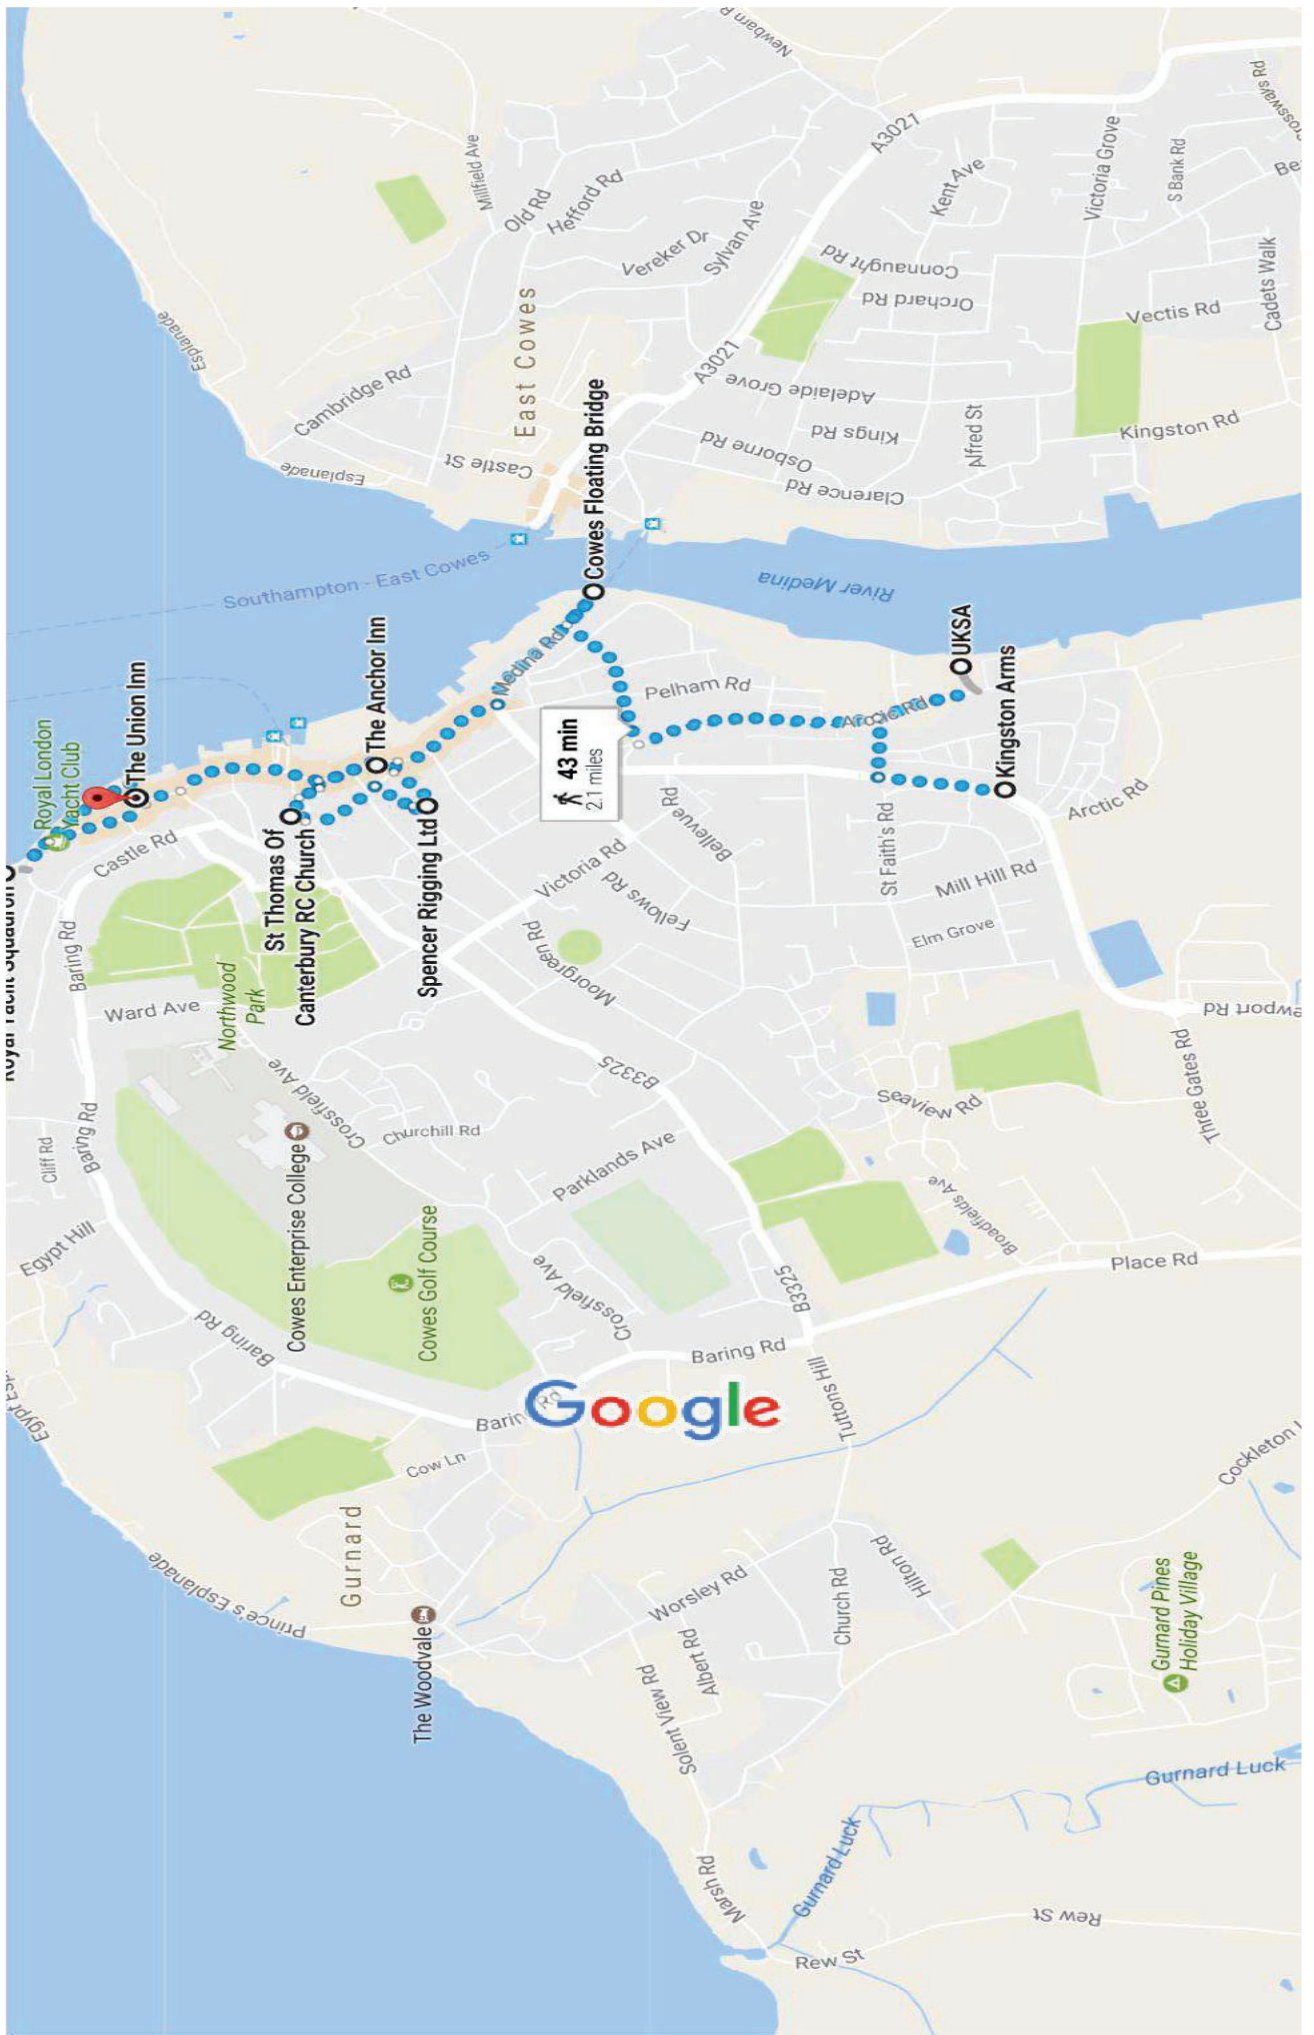 Royal Yacht Squadron
Royal London
Yacht Club
The Union Inn
St Thomas Of
Canterbury RC Church
The Anchor Inn
Spencer Rigging Ltd
Cowes Floating Bridge
43 min
2.1 miles
UKSA
Kingston Arms
Egypt Hill
Cliff Rd
Baring Rd
Baring Rd
Baring Rd
Baring Rd
Baring Rd
Castle Rd
Ward Ave
Northwood
Park
Cowes Enterprise College
Cowes Golf Course
Crossfield Ave
Crossfield Ave
Churchill Rd
Parklands Ave
Prince's Esplanade
Gurnard
The Woodvale
Cow Ln
Google
Esplanade
Esplanade
Cambridge Rd
Castle St
East Cowes
Southampton - East Cowes
Millfield Ave
Old Rd
Hefford Rd
Vereker Dr
Sylvan Ave
Newbarn R
A3021
A3021
Connaught Rd
Orchard Rd
Adelaide Grove
Kings Rd
Osborne Rd
Clarence Rd
Kent Ave
Alfred St
Victoria Grove
S Bank Rd
Vectis Rd
Kingston Rd
Cadets Walk
Crossways Rd
Be
River Medina
Medina Rd
Pelham Rd
Arctic Rd
Arctic Rd
Victoria Rd
Bellevue Rd
Fellows Rd
Moorgreen Rd
St Faith's Rd
Mill Hill Rd
Elm Grove
B3325
B3325
Seaview Rd
Broadfields Ave
Three Gates Rd
ewport Rd
Place Rd
Tuttons Hill
Worsley Rd
Albert Rd
Solent View Rd
Church Rd
Hilton Rd
Cockleton L
Gurnard Pines
Holiday Village
Gurnard Luck
Gurnard Luck
Marsh Rd
Rew St
Rew St